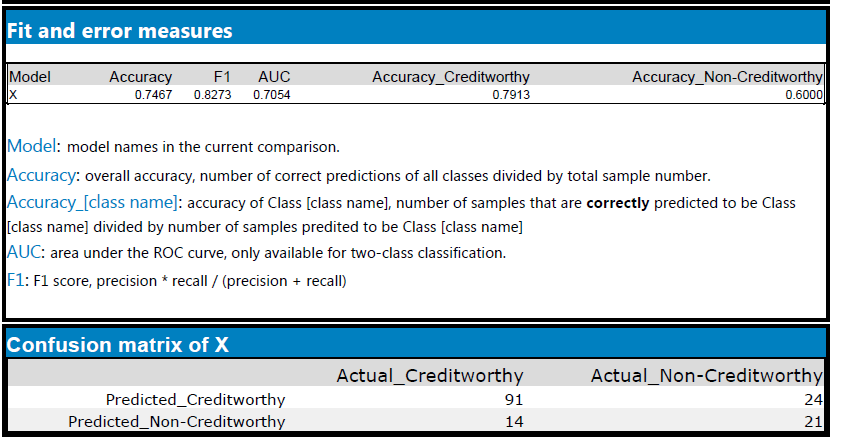 Fit and error measures
Model Accuracy F1 AUC Accuracy_Creditworthy Accuracy_Non-Creditworthy
X 0.7467 0.8273 0.7054 0.7913 0.6000
Model: model names in the current comparison.
Accuracy: overall accuracy, number of correct predictions of all classes divided by total sample number.
Accuracy_[class name]: accuracy of Class [class name], number of samples that are correctly predicted to be Class
[class name] divided by number of samples predited to be Class [class name]
AUC: area under the ROC curve, only available for two-class classification.
F1: F1 score, precision * recall / (precision + recall)
Confusion matrix of X
Actual_Creditworthy Actual_Non-Creditworthy
Predicted_Creditworthy 91 24
Predicted_Non-Creditworthy 14 21